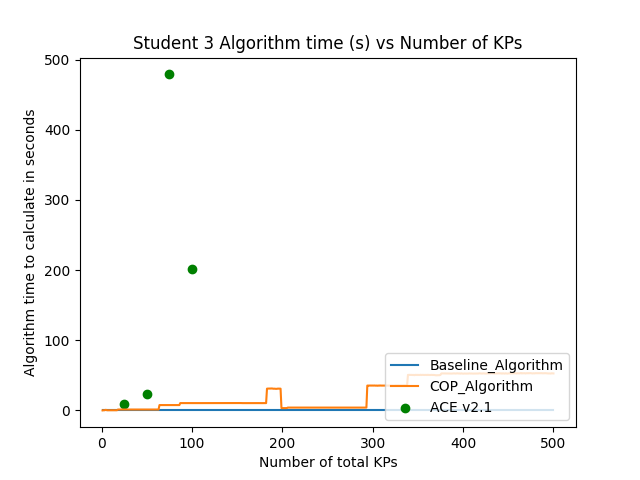 Student 3 Algorithm time (s) vs Number of KPs
Algorithm time to calculate in seconds
500
400
300
200
100
0
Baseline_Algorithm
COP_Algorithm
ACE v2.1
0 100 200 300 400 500
Number of total KPs